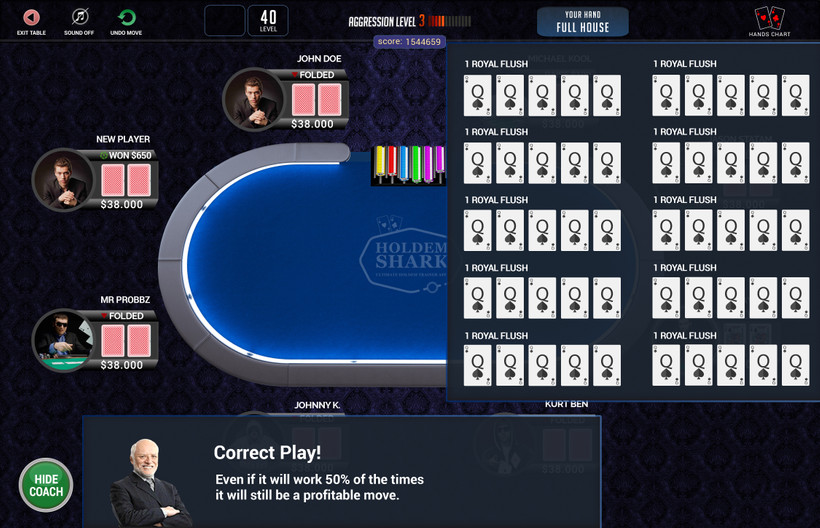 EXIT TABLE
SOUND OFF
UNDO MOVE
40
LEVEL
AGGRESSION LEVEL 3
YOUR HAND
FULL HOUSE
HANDS CHART
score: 1544659
JOHN DOE
FOLDED
$38.000
NEW PLAYER
WON $650
$38.000
MR PROBBZ
FOLDED
$38.000
HOLDEM
SHARK
1 ROYAL FLUSH
Q Q Q Q Q
1 ROYAL FLUSH
Q Q Q Q Q
1 ROYAL FLUSH
Q Q Q Q Q
1 ROYAL FLUSH
Q Q Q Q Q
1 ROYAL FLUSH
Q Q Q Q Q
1 ROYAL FLUSH
Q Q Q Q Q
1 ROYAL FLUSH
Q Q Q Q Q
1 ROYAL FLUSH
Q Q Q Q Q
1 ROYAL FLUSH
Q Q Q Q Q
1 ROYAL FLUSH
Q Q Q Q Q
JOHNNY K.
KURT BEN
HIDE
COACH
Correct Play!
Even if it will work 50% of the times
it will still be a profitable move.